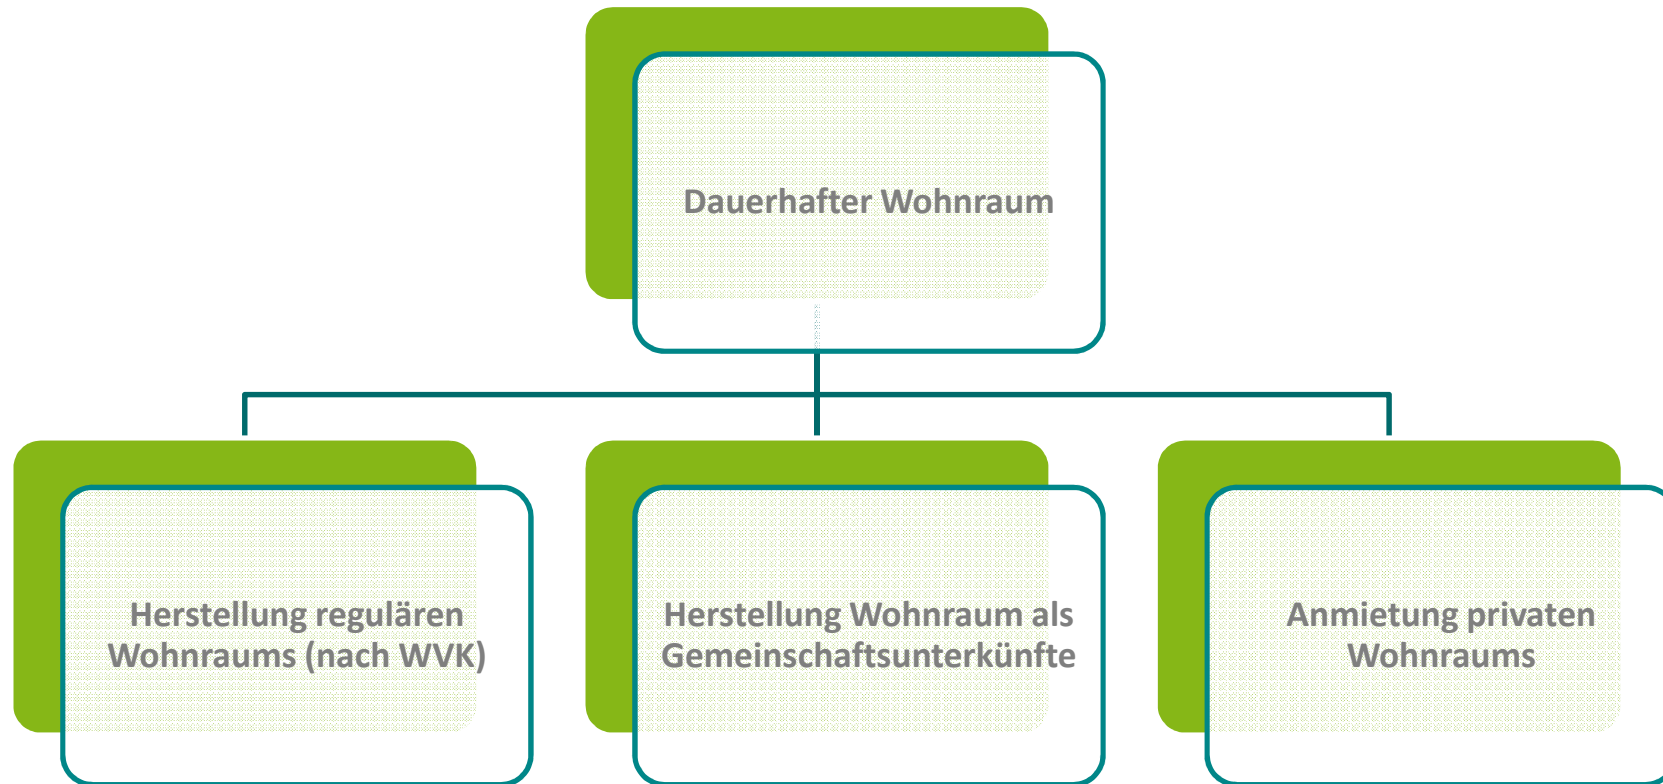 Dauerhafter Wohnraum
Herstellung regulären
Wohnraums (nach WVK)
Herstellung Wohnraum als
Gemeinschaftsunterkünfte
Anmietung privaten
Wohnraums